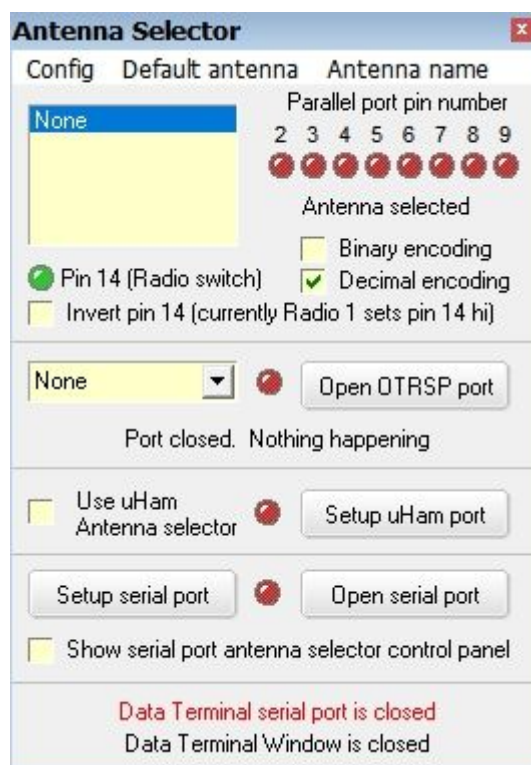 Antenna Selector
Config Default antenna Antenna name
Parallel port pin number
None
2 3 4 5 6 7 8 9
Antenna selected
Binary encoding
Pin 14 (Radio switch)
Decimal encoding
Invert pin 14 (currently Radio 1 sets pin 14 hi)
None
Open OTRSP port
Port closed. Nothing happening
Use uHam
Antenna selector
Setup uHam port
Setup serial port
Open serial port
Show serial port antenna selector control panel
Data Terminal serial port is closed
Data Terminal Window is closed